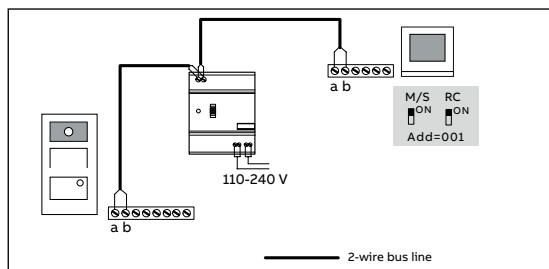 a b
M/S RC
ON ON
Add=001
110-240 V
a b
2-wire bus line